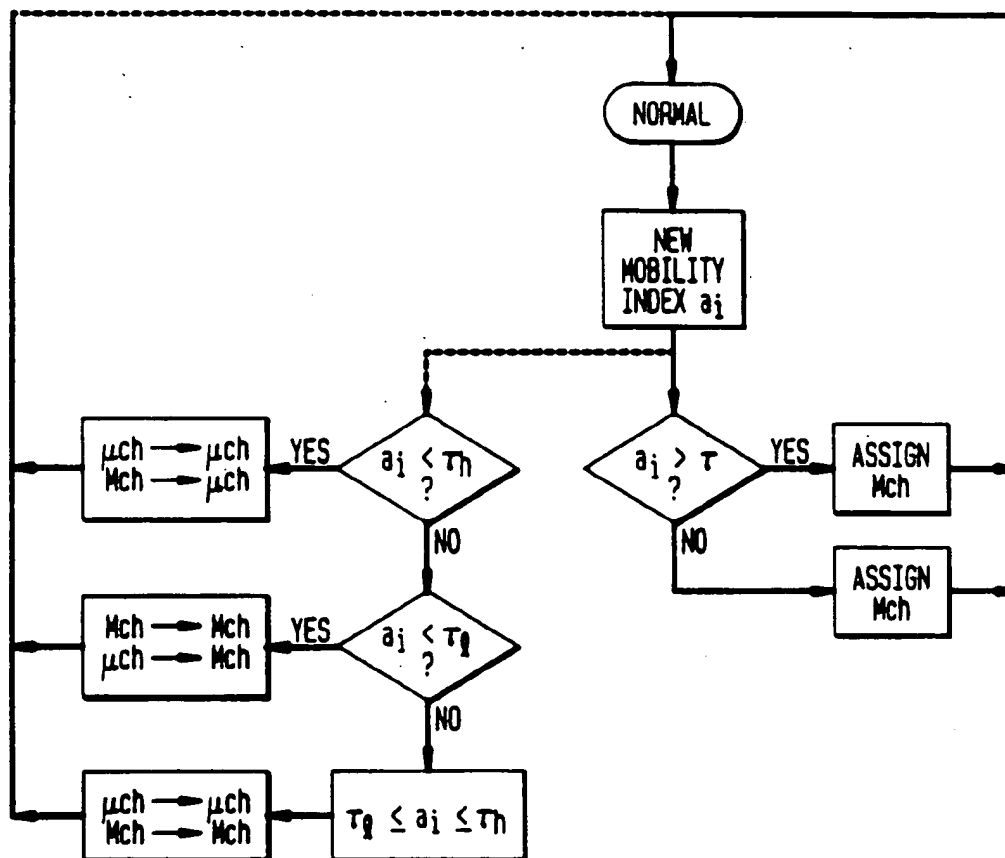 NORMAL
NEW
MOBILITY
INDEX ai
μch → μch
Mch → μch
YES
ai < τh
?
NO
ai > τ
?
YES
NO
ASSIGN
Mch
ASSIGN
Mch
Mch → Mch
μch → Mch
YES
ai < τℓ
?
NO
μch → μch
Mch → Mch
τℓ ≤ ai ≤ τh